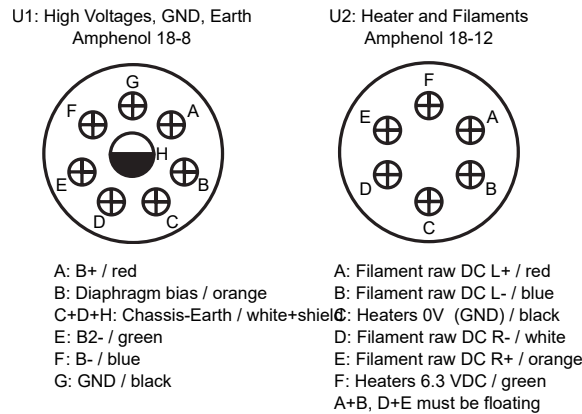 U1: High Voltages, GND, Earth
Amphenol 18-8
G
F
A
H
E
B
D
C
A: B+ / red
B: Diaphragm bias / orange
C+D+H: Chassis-Earth / white+shield
E: B2- / green
F: B- / blue
G: GND / black
U2: Heater and Filaments
Amphenol 18-12
F
E
A
D
B
C
A: Filament raw DC L+ / red
B: Filament raw DC L- / blue
C: Heaters 0V (GND) / black
D: Filament raw DC R- / white
E: Filament raw DC R+ / orange
F: Heaters 6.3 VDC / green
A+B, D+E must be floating